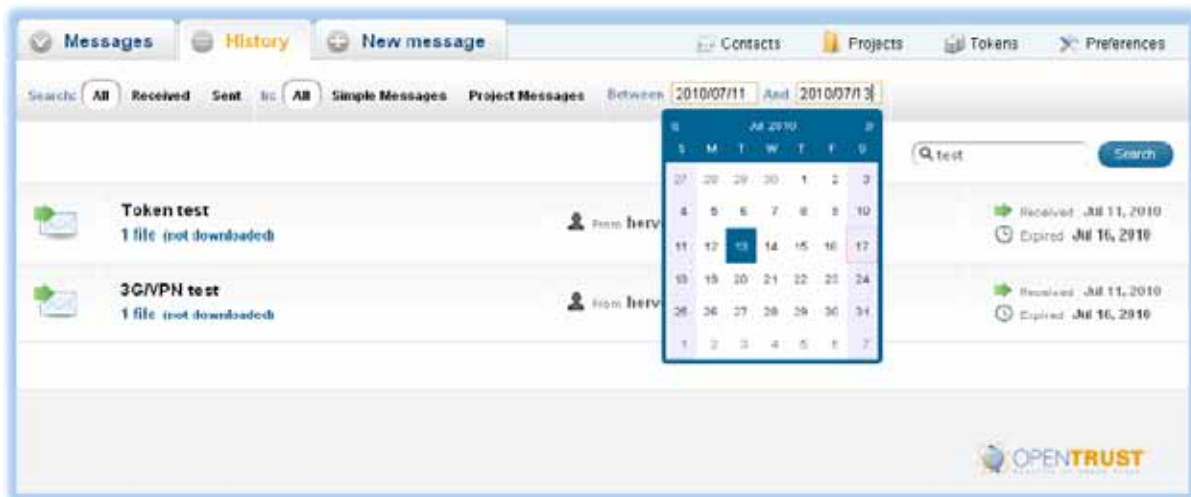 Messages History New message Contacts Projects Tokens Preferences
Search: All Received Sent In: All Simple Messages Project Messages Between 2010/07/11 And 2010/07/13
Jul 2010
S M T W T F S
test Search
27 28 29 30 1 2 3
Token test From herv Received Jul 11, 2010
4 5 6 7 8 9 10
1 file (not downloaded) Expired Jul 16, 2010
11 12 13 14 15 16 17
18 19 20 21 22 23 24
3G/VPN test From herv Received Jul 11, 2010
1 file (not downloaded) Expired Jul 16, 2010
25 26 27 28 29 30 31
1 2 3 4 5 6 7
OPENTRUST